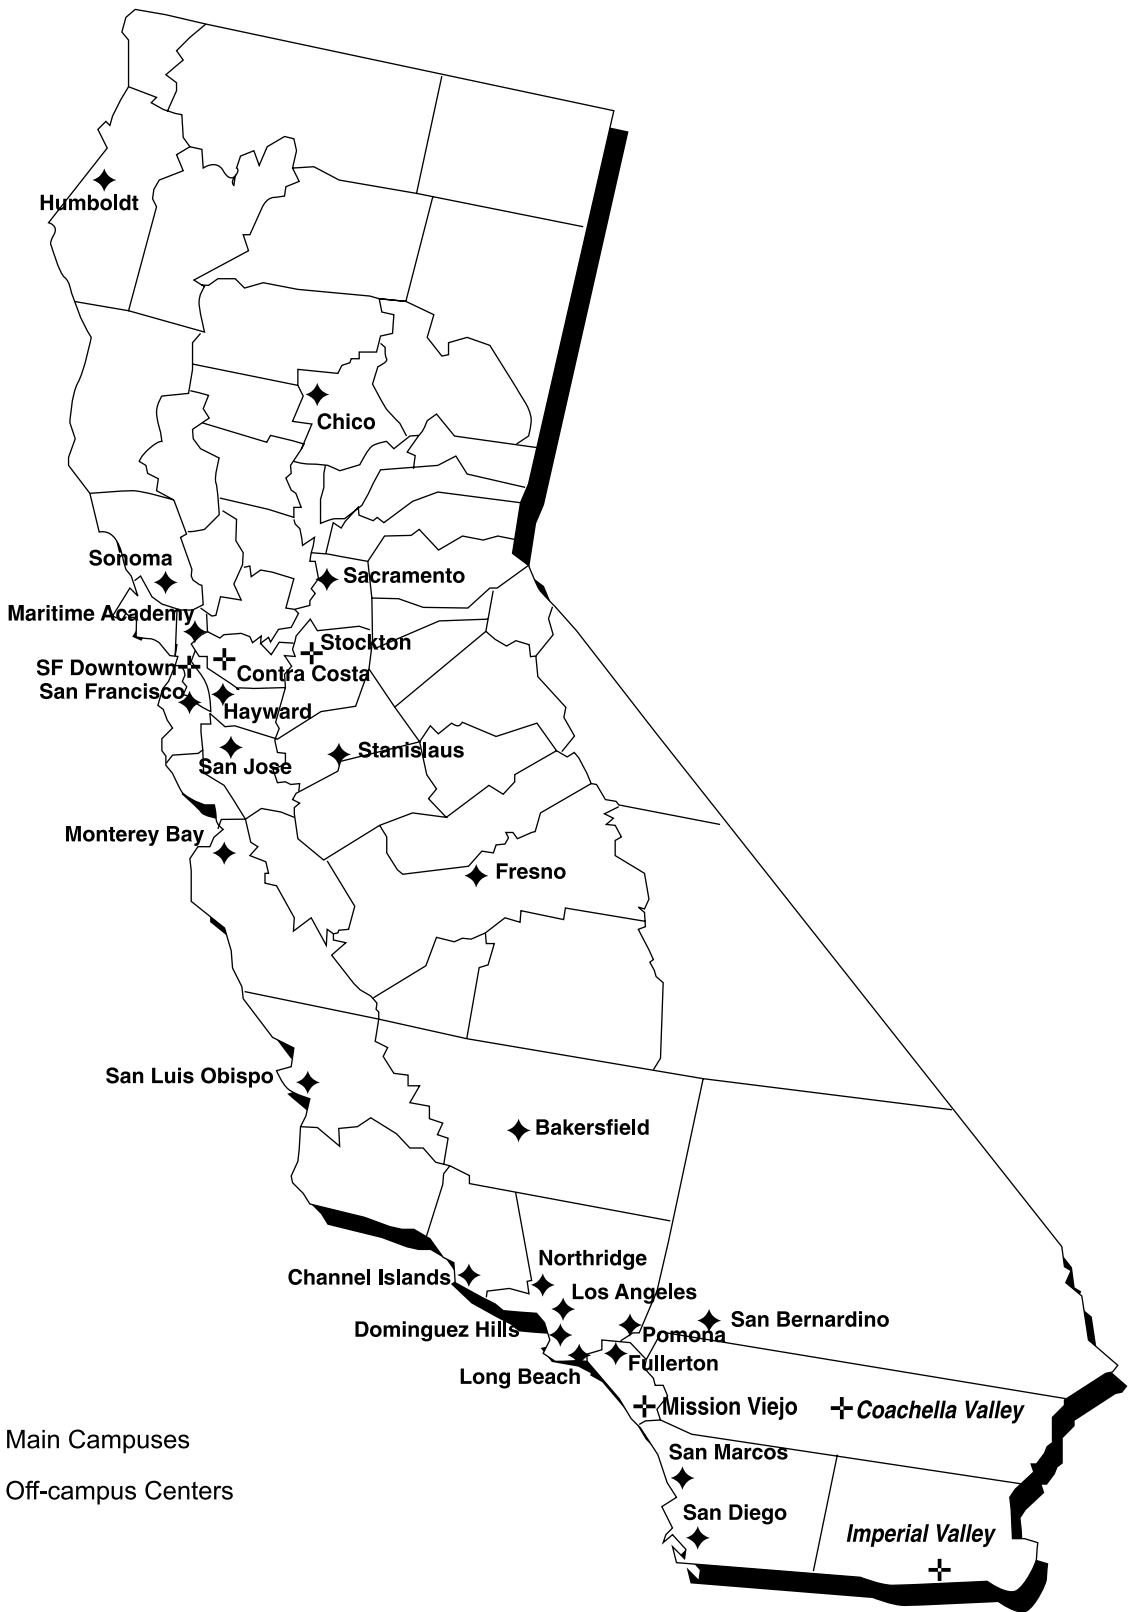 Humboldt
Chico
Sonoma
Sacramento
Maritime Academy
Stockton
SF Downtown
Contra Costa
San Francisco
Hayward
Stanislaus
San Jose
Monterey Bay
Fresno
San Luis Obispo
Bakersfield
Northridge
Channel Islands
Los Angeles
San Bernardino
Dominguez Hills
Pomona
Fullerton
Long Beach
Mission Viejo
Coachella Valley
Main Campuses
San Marcos
Off-campus Centers
San Diego
Imperial Valley